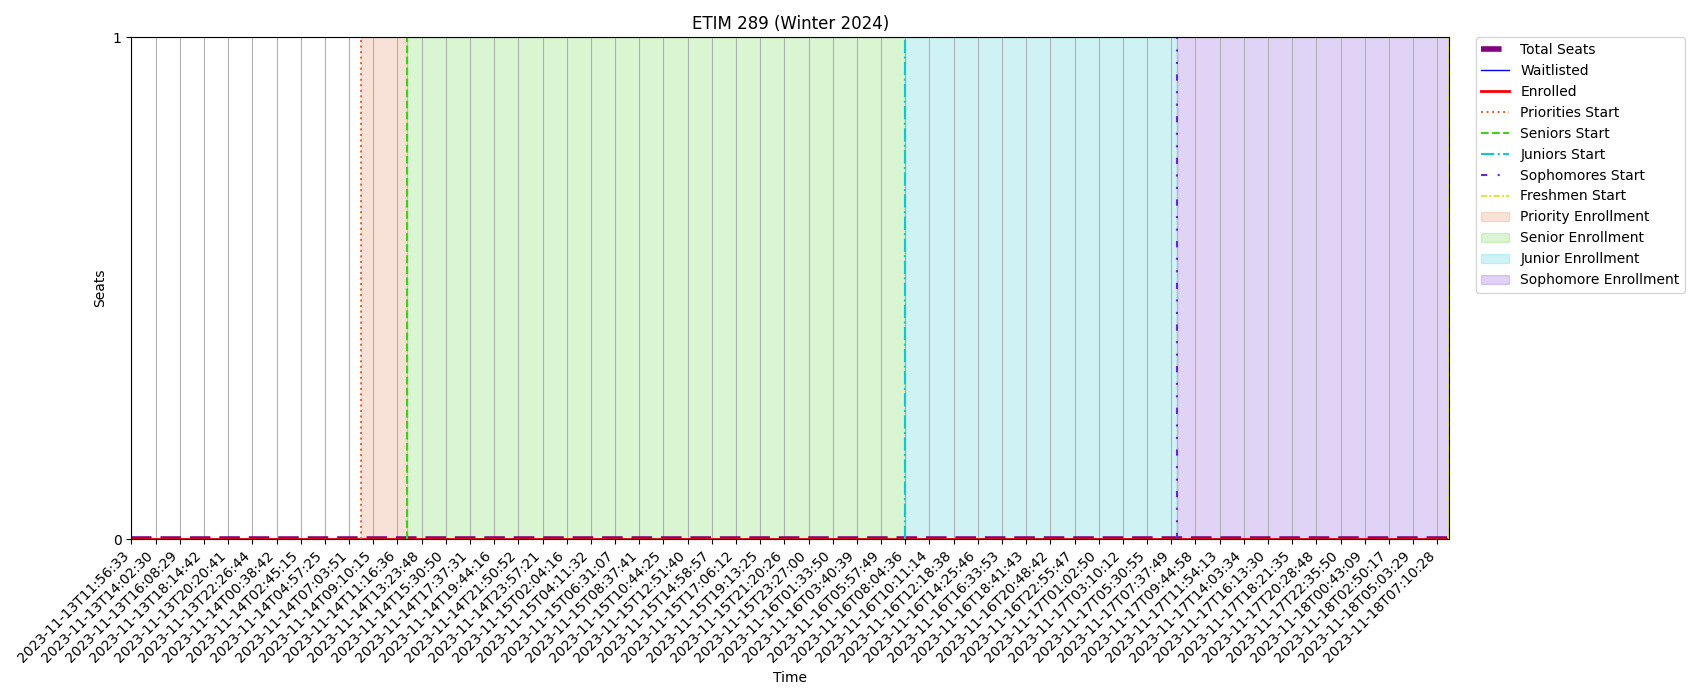 ETIM 289 (Winter 2024)
1
0
Seats
Time
2023-11-13T11:56:33
2023-11-13T14:02:30
2023-11-13T16:08:29
2023-11-13T18:14:42
2023-11-13T20:20:41
2023-11-13T22:26:44
2023-11-14T00:38:42
2023-11-14T02:45:15
2023-11-14T04:57:25
2023-11-14T07:03:51
2023-11-14T09:10:15
2023-11-14T11:16:36
2023-11-14T13:23:48
2023-11-14T15:30:50
2023-11-14T17:37:31
2023-11-14T19:44:16
2023-11-14T21:50:52
2023-11-14T23:57:21
2023-11-15T02:04:16
2023-11-15T04:11:32
2023-11-15T06:31:07
2023-11-15T08:37:41
2023-11-15T10:44:25
2023-11-15T12:51:40
2023-11-15T14:58:57
2023-11-15T17:06:12
2023-11-15T19:13:25
2023-11-15T21:20:26
2023-11-15T23:27:00
2023-11-16T01:33:50
2023-11-16T03:40:39
2023-11-16T05:57:49
2023-11-16T08:04:36
2023-11-16T10:11:14
2023-11-16T12:18:38
2023-11-16T14:25:46
2023-11-16T16:33:53
2023-11-16T18:41:43
2023-11-16T20:48:42
2023-11-16T22:55:47
2023-11-17T01:02:50
2023-11-17T03:10:12
2023-11-17T05:30:55
2023-11-17T07:37:49
2023-11-17T09:44:58
2023-11-17T11:54:13
2023-11-17T14:03:34
2023-11-17T16:13:30
2023-11-17T18:21:35
2023-11-17T20:28:48
2023-11-17T22:35:50
2023-11-18T00:43:09
2023-11-18T02:50:17
2023-11-18T05:03:29
2023-11-18T07:10:28
Total Seats
Waitlisted
Enrolled
Priorities Start
Seniors Start
Juniors Start
Sophomores Start
Freshmen Start
Priority Enrollment
Senior Enrollment
Junior Enrollment
Sophomore Enrollment